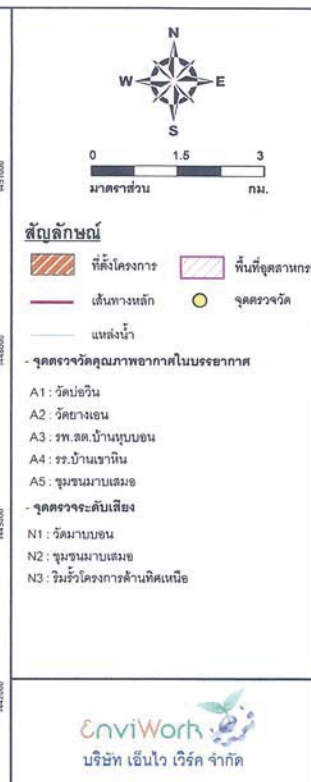 N
W E
S
0 1.5 3
มาตราส่วน กม.
สัญลักษณ์
ที่ตั้งโครงการ พื้นที่อุตสาหกร
เส้นทางหลัก จุดตรวจวัด
แหล่งน้ำ
- จุดตรวจวัดคุณภาพอากาศในบรรยากาศ
A1 : วัดบ่อวิน
A2 : วัดยางเอน
A3 : รพ.สต.บ้านหุบบอน
A4 : รร.บ้านเขาหิน
A5 : ชุมชนมาบเสมอ
- จุดตรวจระดับเสียง
N1 : วัดมาบบอน
N2 : ชุมชนมาบเสมอ
N3 : ริมรั้วโครงการด้านทิศเหนือ
EnviWork
บริษัท เอ็นไว เวิร์ค จำกัด